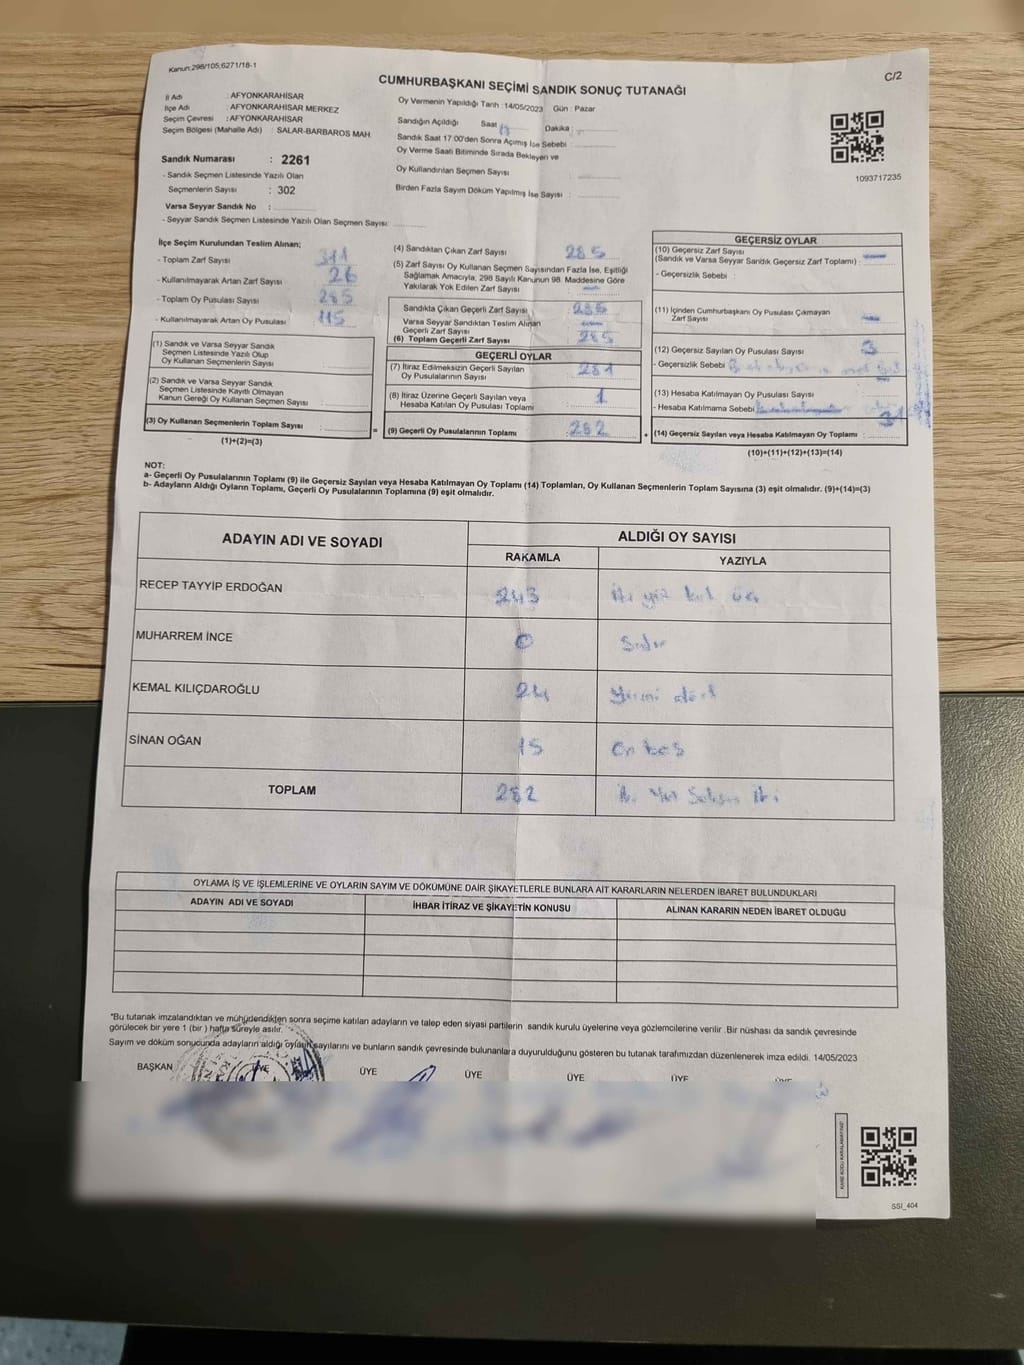 Kanun:298/105;6271/18-1
C/2
CUMHURBAŞKANI SEÇİMİ SANDIK SONUÇ TUTANAĞI
İl Adı : AFYONKARAHİSAR
İlçe Adı : AFYONKARAHİSAR MERKEZ
Seçim Çevresi : AFYONKARAHİSAR
Seçim Bölgesi (Mahalle Adı) : SALAR-BARBAROS MAH.
Sandık Numarası : 2261
- Sandık Seçmen Listesinde Yazılı Olan
Seçmenlerin Sayısı : 302
Varsa Seyyar Sandık No :
- Seyyar Sandık Seçmen Listesinde Yazılı Olan Seçmen Sayısı:
Oy Vermenin Yapıldığı Tarih :14/05/2023 Gün : Pazar
Sandığın Açıldığı Saat : Dakika :
Sandık Saat 17.00'den Sonra Açımış İse Sebebi :
Oy Verme Saati Bitiminde Sırada Bekleyen ve
Oy Kullandırılan Seçmen Sayısı :
Birden Fazla Sayım Döküm Yapılmış İse Sayısı :
1093717235
İlçe Seçim Kurulundan Teslim Alınan;
- Toplam Zarf Sayısı : 311
- Kullanılmayarak Artan Zarf Sayısı : 26
- Toplam Oy Pusulası Sayısı : 285
- Kullanılmayarak Artan Oy Pusulası : 115
(1) Sandık ve Varsa Seyyar Sandık
Seçmen Listesinde Yazılı Olup
Oy Kullanan Seçmenlerin Sayısı :
(2) Sandık ve Varsa Seyyar Sandık
Seçmen Listesinde Kayıtlı Olmayan
Kanun Gereği Oy Kullanan Seçmen Sayısı :
(3) Oy Kullanan Seçmenlerin Toplam Sayısı :
(1)+(2)=(3)
=
(4) Sandıktan Çıkan Zarf Sayısı : 285
(5) Zarf Sayısı Oy Kullanan Seçmen Sayısından Fazla İse, Eşitliği
Sağlamak Amacıyla, 298 Sayılı Kanunun 98. Maddesine Göre
Yakılarak Yok Edilen Zarf Sayısı :
Sandıkta Çıkan Geçerli Zarf Sayısı : 285
Varsa Seyyar Sandıktan Teslim Alınan
Geçerli Zarf Sayısı :
(6) Toplam Geçerli Zarf Sayısı : 285
GEÇERLİ OYLAR
(7) İtiraz Edilmeksizin Geçerli Sayılan
Oy Pusulalarının Sayısı : 281
(8) İtiraz Üzerine Geçerli Sayılan veya
Hesaba Katılan Oy Pusulası Toplamı : 1
(9) Geçerli Oy Pusulalarının Toplamı : 282
+
GEÇERSİZ OYLAR
(10) Geçersiz Zarf Sayısı
(Sandık ve Varsa Seyyar Sandık Geçersiz Zarf Toplamı) :
- Geçersizlik Sebebi :
(11) İçinden Cumhurbaşkanı Oy Pusulası Çıkmayan
Zarf Sayısı :
(12) Geçersiz Sayılan Oy Pusulası Sayısı : 3
- Geçersizlik Sebebi :
(13) Hesaba Katılmayan Oy Pusulası Sayısı :
- Hesaba Katılmama Sebebi :
(14) Geçersiz Sayılan veya Hesaba Katılmayan Oy Toplamı :
(10)+(11)+(12)+(13)=(14)
NOT:
a- Geçerli Oy Pusulalarının Toplamı (9) ile Geçersiz Sayılan veya Hesaba Katılmayan Oy Toplamı (14) Toplamları, Oy Kullanan Seçmenlerin Toplam Sayısına (3) eşit olmalıdır. (9)+(14)=(3)
b- Adayların Aldığı Oyların Toplamı, Geçerli Oy Pusulalarının Toplamına (9) eşit olmalıdır.
ADAYIN ADI VE SOYADI
ALDIĞI OY SAYISI
RAKAMLA YAZIYLA
RECEP TAYYİP ERDOĞAN 243 iki yüz kırk üç
MUHARREM İNCE 0 Sıfır
KEMAL KILIÇDAROĞLU 24 Yirmi dört
SİNAN OĞAN 15 On beş
TOPLAM 282 İki Yüz Seksen İki
OYLAMA İŞ VE İŞLEMLERİNE VE OYLARIN SAYIM VE DÖKÜMÜNE DAİR ŞİKAYETLERLE BUNLARA AİT KARARLARIN NELERDEN İBARET BULUNDUKLARI
ADAYIN ADI VE SOYADI İHBAR İTİRAZ VE ŞİKAYETİN KONUSU ALINAN KARARIN NEDEN İBARET OLDUĞU
*Bu tutanak imzalandıktan ve mühürlendikten sonra seçime katılan adayların ve talep eden siyasi partilerin sandık kurulu üyelerine veya gözlemcilerine verilir .Bir nüshası da sandık çevresinde
görülecek bir yere 1 (bir ) hafta süreyle asılır.
Sayım ve döküm sonucunda adayların aldığı oyların sayılarını ve bunların sandık çevresinde bulunanlara duyurulduğunu gösteren bu tutanak tarafımızdan düzenlenerek imza edildi. 14/05/2023
BAŞKAN ÜYE ÜYE ÜYE ÜYE ÜYE ÜYE
SSI_404